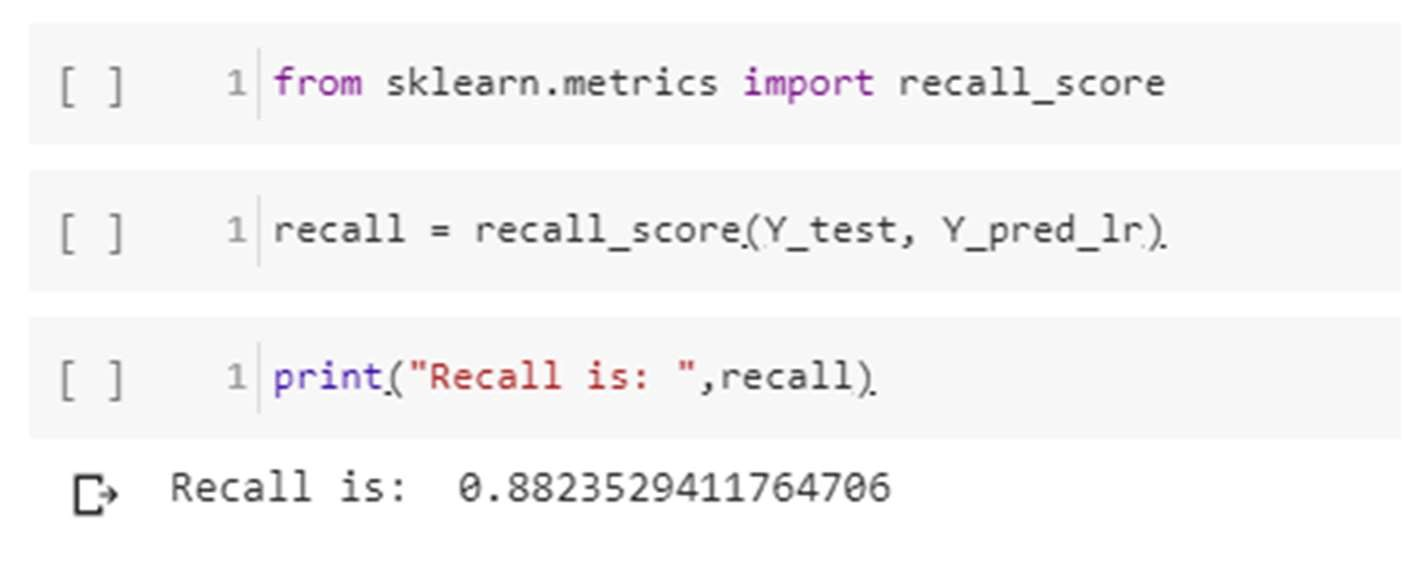 [ ] 1 from sklearn.metrics import recall_score
[ ] 1 recall = recall_score(Y_test, Y_pred_lr)
[ ] 1 print("Recall is: ",recall)
Recall is:  0.8823529411764706